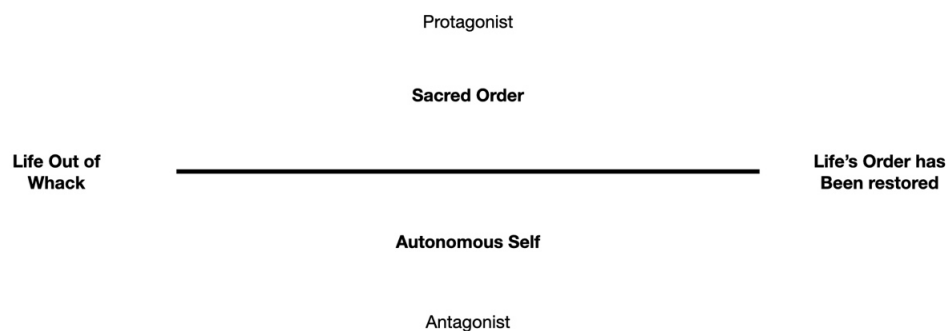 Protagonist
Sacred Order
Life Out of
Whack
Life’s Order has
Been restored
Autonomous Self
Antagonist